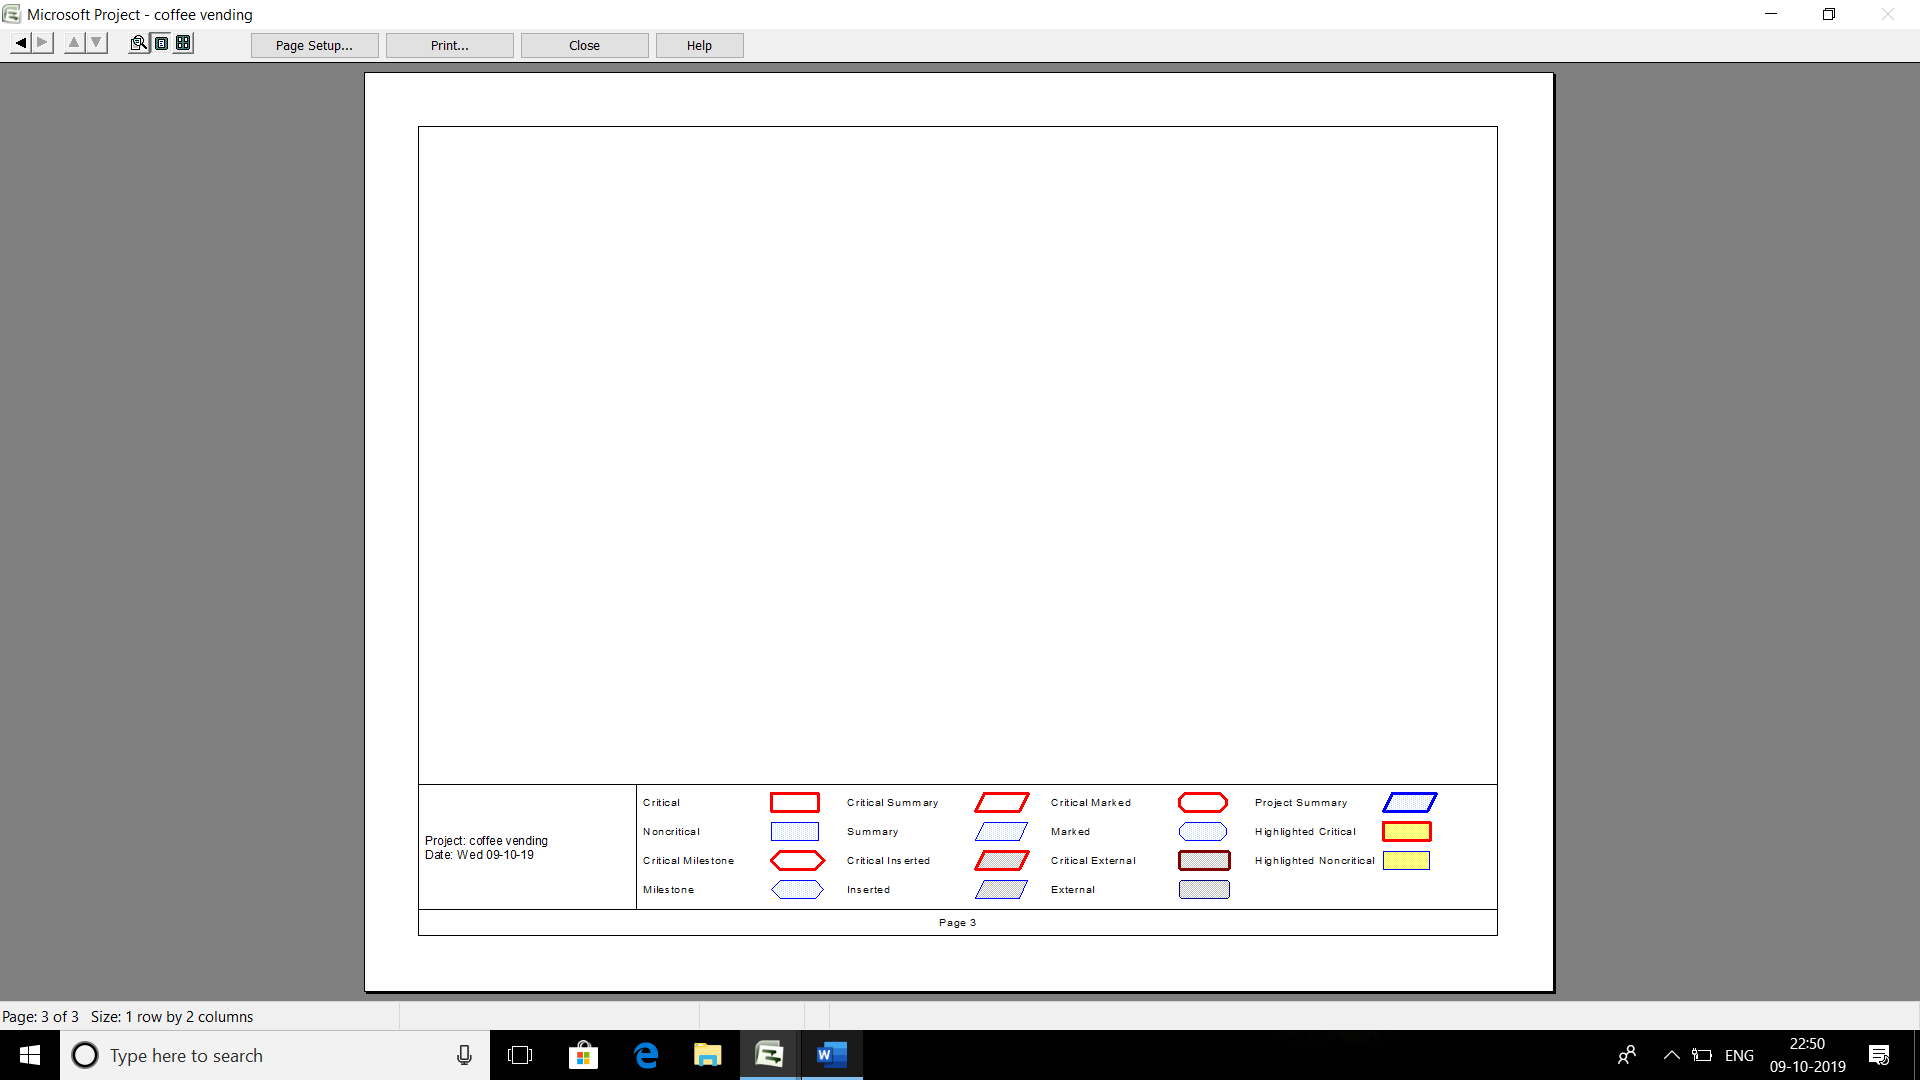 Microsoft Project - coffee vending
Page Setup... Print... Close Help
Critical Critical Summary Critical Marked Project Summary
Noncritical Summary Marked Highlighted Critical
Critical Milestone Critical Inserted Critical External Highlighted Noncritical
Milestone Inserted External
Project: coffee vending
Date: Wed 09-10-19
Page 3
Page: 3 of 3 Size: 1 row by 2 columns
Type here to search
W
ENG
22:50
09-10-2019